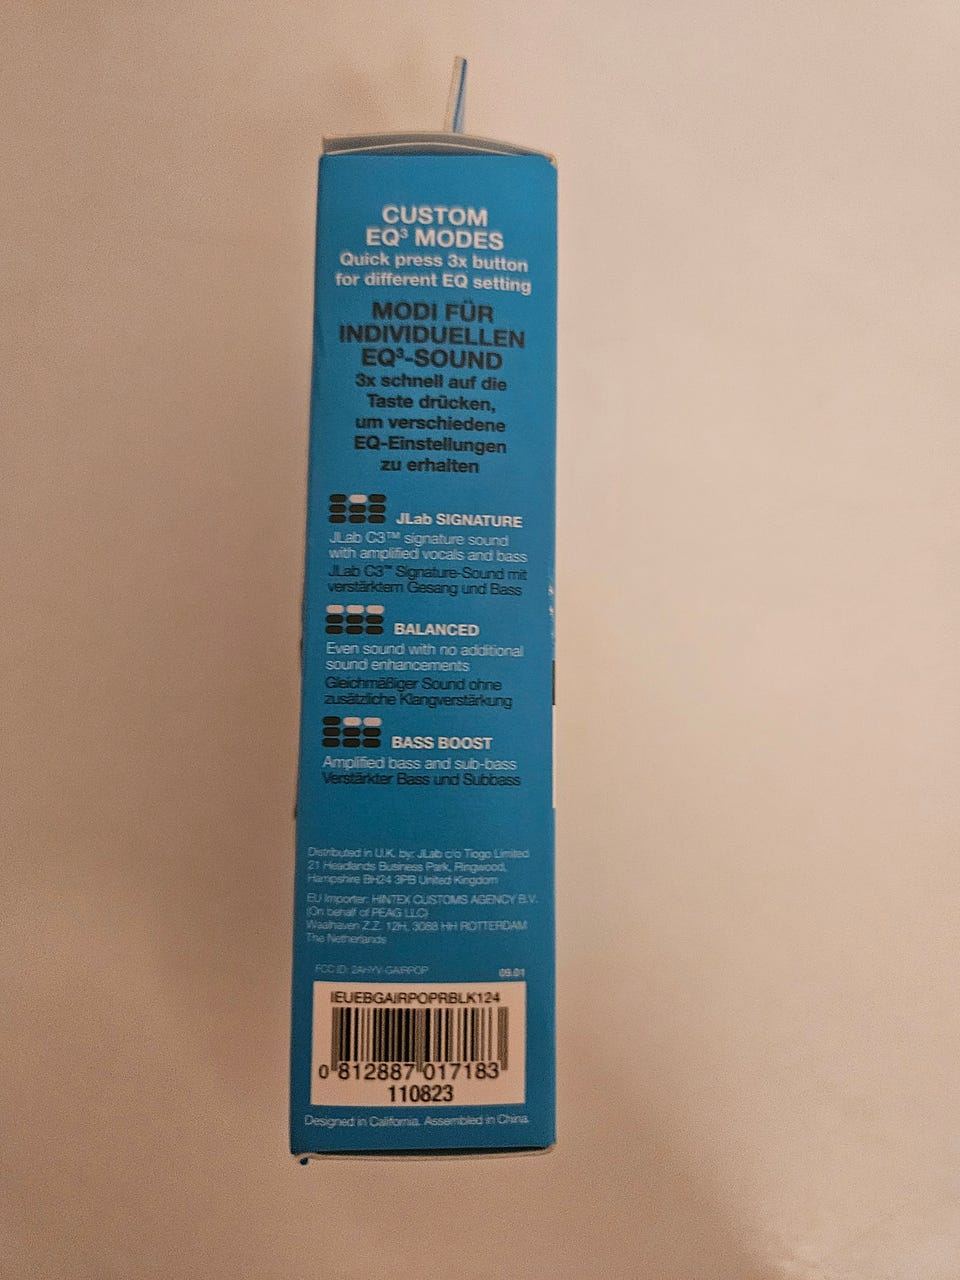 CUSTOM
EQ³ MODES
Quick press 3x button
for different EQ setting
MODI FÜR
INDIVIDUELLEN
EQ³-SOUND
3x schnell auf die
Taste drücken,
um verschiedene
EQ-Einstellungen
zu erhalten
JLab SIGNATURE
JLab C3™ signature sound
with amplified vocals and bass
JLab C3™ Signature-Sound mit
verstärktem Gesang und Bass
BALANCED
Even sound with no additional
sound enhancements
Gleichmäßiger Sound ohne
zusätzliche Klangverstärkung
BASS BOOST
Amplified bass and sub-bass
Verstärkter Bass und Subbass
Distributed in U.K. by: JLab c/o Tiogo Limited
21 Headlands Business Park, Ringwood,
Hampshire BH24 3PB United Kingdom
EU Importer: HINTEX CUSTOMS AGENCY B.V.
(On behalf of PEAG LLC)
Waalhaven Z.Z. 12H, 3088 HH ROTTERDAM
The Netherlands
FCC ID: 2AHYV-GAIRPOP 09.01
IEUEBGAIRPOPRBLK124
0 812887 017183
110823
Designed in California. Assembled in China.